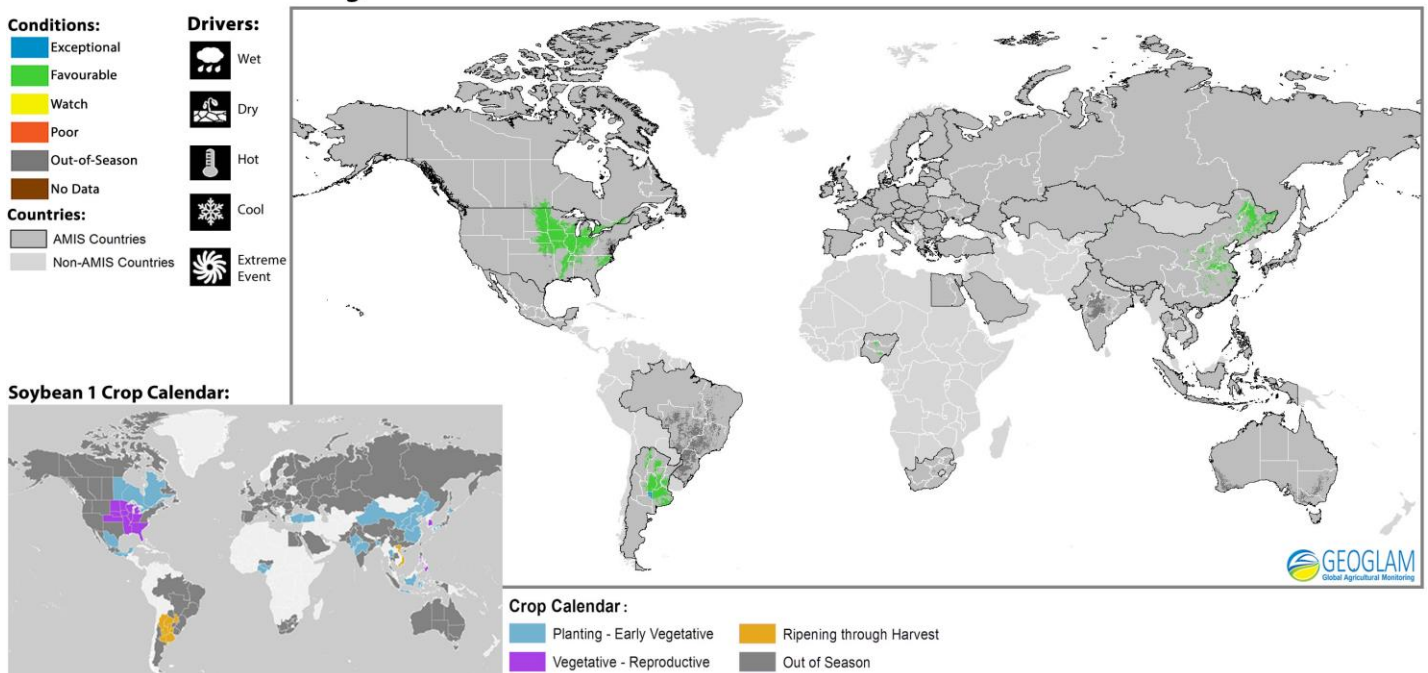 Conditions:
Exceptional
Favourable
Watch
Poor
Out-of-Season
No Data
Countries:
AMIS Countries
Non-AMIS Countries
Drivers:
Wet
Dry
Hot
Cool
Extreme
Event
Soybean 1 Crop Calendar:
GEOGLAM
Global Agricultural Monitoring
Crop Calendar :
Planting - Early Vegetative
Vegetative - Reproductive
Ripening through Harvest
Out of Season